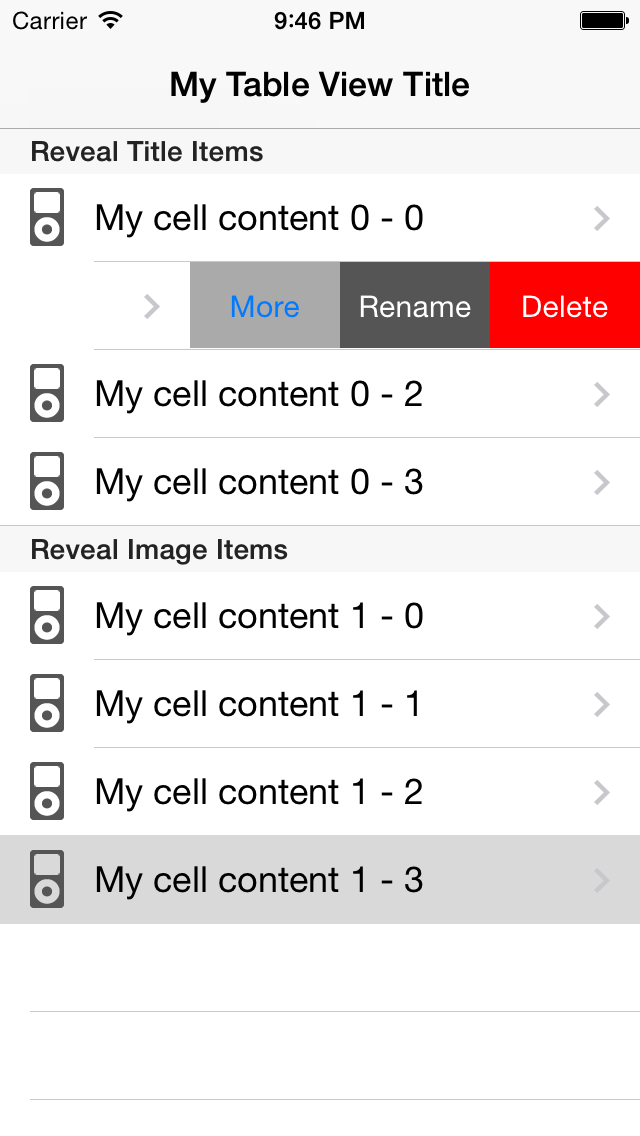 Carrier 9:46 PM
My Table View Title
Reveal Title Items
My cell content 0 - 0
More Rename Delete
My cell content 0 - 2
My cell content 0 - 3
Reveal Image Items
My cell content 1 - 0
My cell content 1 - 1
My cell content 1 - 2
My cell content 1 - 3